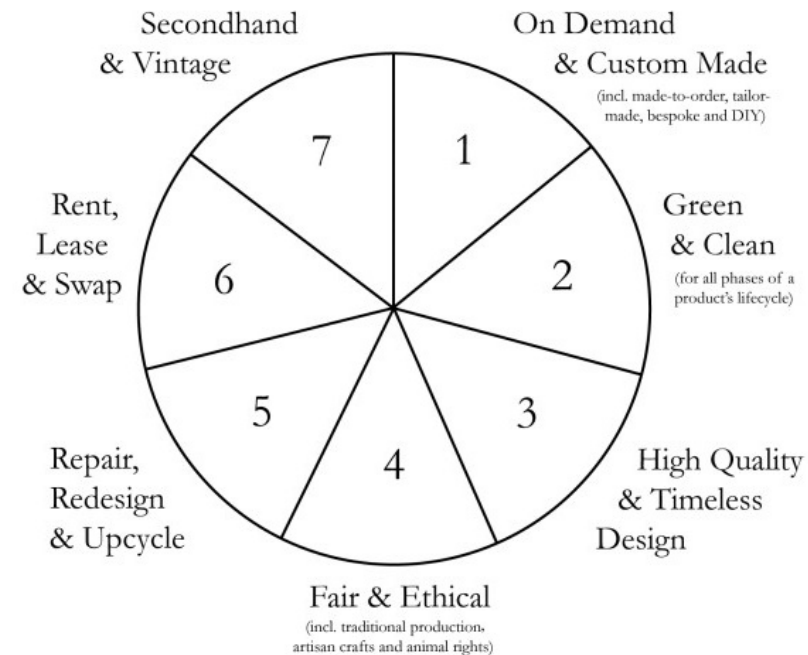 Secondhand
& Vintage
On Demand
& Custom Made
(incl. made-to-order, tailor-
made, bespoke and DIY)
7
1
Rent,
Lease
& Swap
6
2
Green
& Clean
(for all phases of a
product's lifecycle)
5
4
3
Repair,
Redesign
& Upcycle
High Quality
& Timeless
Design
Fair & Ethical
(incl. traditional production,
artisan crafts and animal rights)